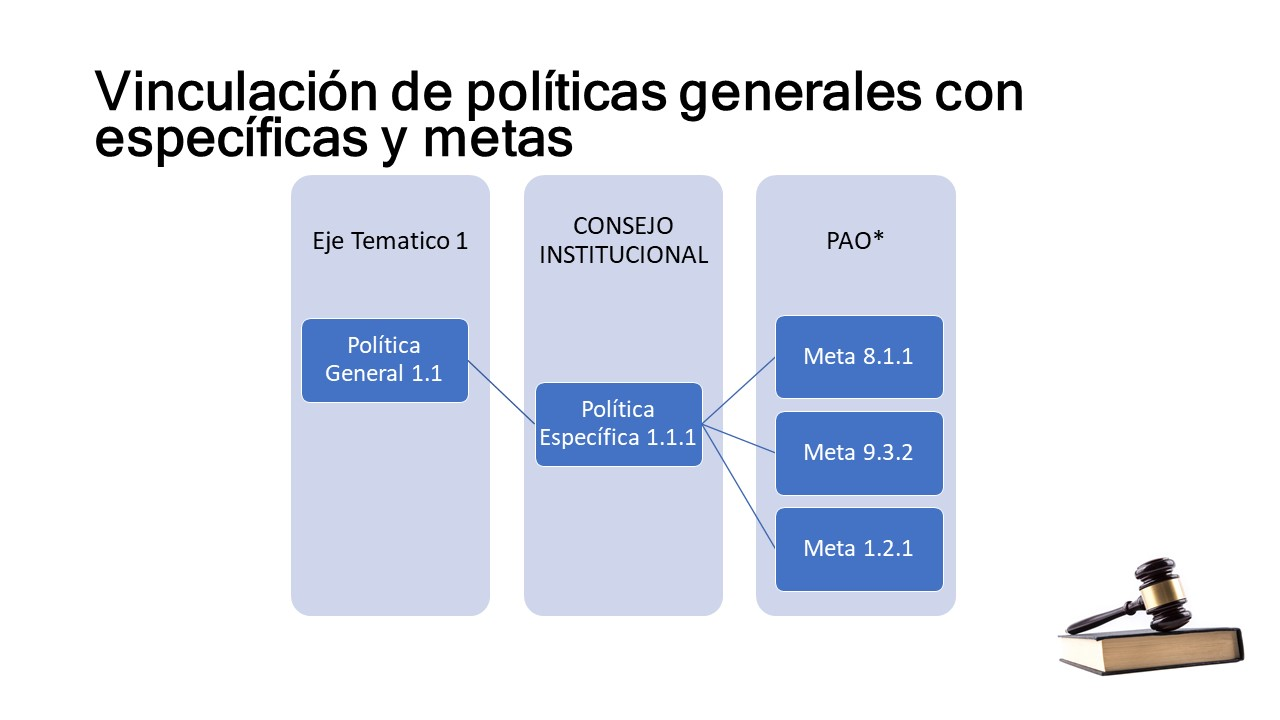 Vinculación de políticas generales con
específicas y metas
Eje Tematico 1
CONSEJO
INSTITUCIONAL
PAO*
Política
General 1.1
Política
Específica 1.1.1
Meta 8.1.1
Meta 9.3.2
Meta 1.2.1